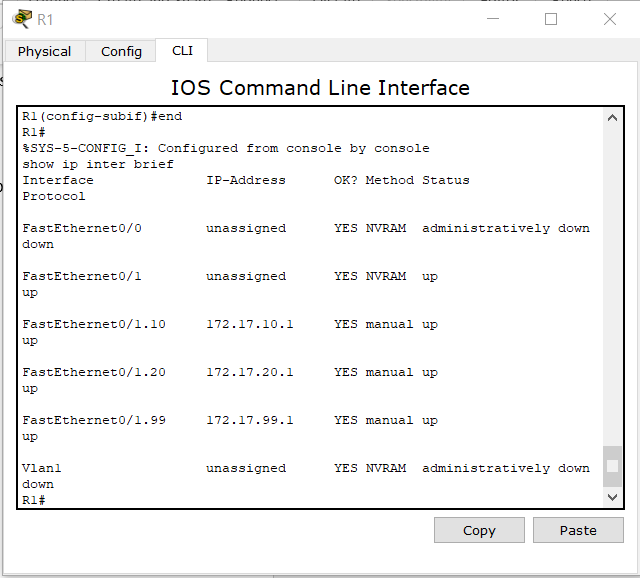 R1
Physical Config CLI
IOS Command Line Interface
R1(config-subif)#end
R1#
%SYS-5-CONFIG_I: Configured from console by console
show ip inter brief
Interface IP-Address OK? Method Status
Protocol
FastEthernet0/0 unassigned YES NVRAM administratively down
down
FastEthernet0/1 unassigned YES NVRAM up
up
FastEthernet0/1.10 172.17.10.1 YES manual up
up
FastEthernet0/1.20 172.17.20.1 YES manual up
up
FastEthernet0/1.99 172.17.99.1 YES manual up
up
Vlan1 unassigned YES NVRAM administratively down
down
R1#
Copy Paste